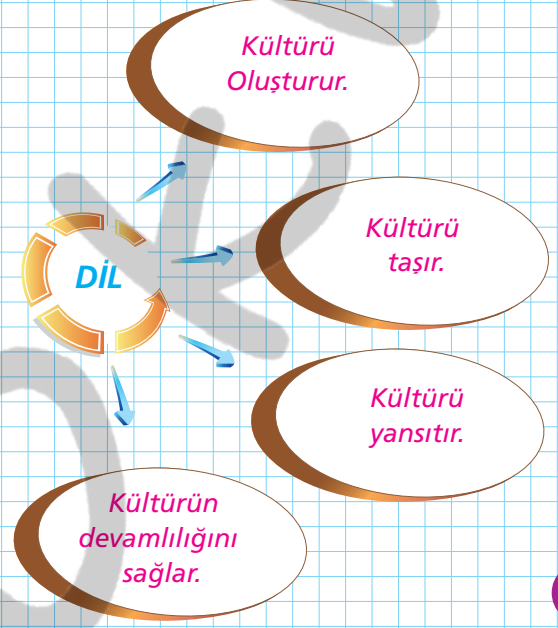 Kültürü
Oluşturur.
DİL
Kültürü
taşır.
Kültürü
yansıtır.
Kültürün
devamlılığını
sağlar.